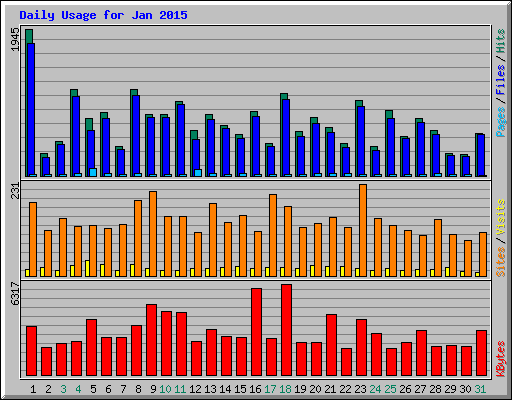 Daily Usage for Jan 2015
1945
Pages / Files / Hits
231
Sites / Visits
6317
KBytes
1 2 3 4 5 6 7 8 9 10 11 12 13 14 15 16 17 18 19 20 21 22 23 24 25 26 27 28 29 30 31